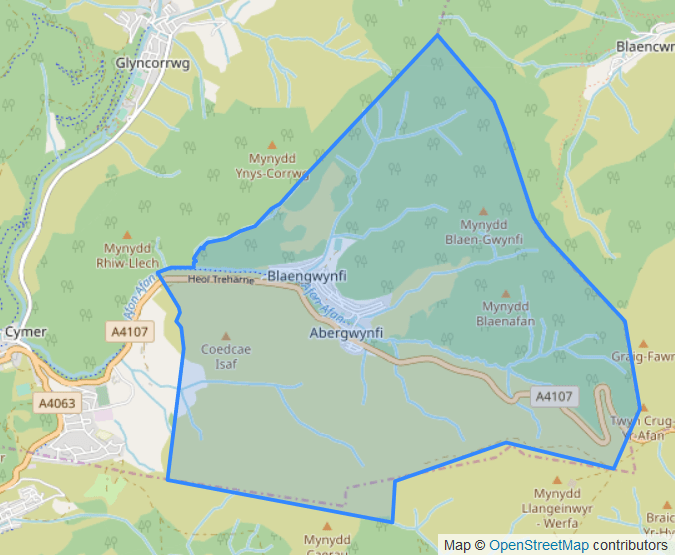 Glyncorrwg
Blaencwm
Mynydd
Ynys-Corrwg
Mynydd
Rhiw-Llech
Mynydd
Blaen-Gwynfi
Blaengwynfi
Heol Treharne
Afon Afan
Afon Afan
Mynydd
Blaenafan
Cymer
A4107
Abergwynfi
Coedcae
Isaf
Graig-Fawr
A4063
A4107
Twyn Crug-
Yr-Afan
Mynydd
Llangeinwyr
- Werfa
Mynydd
Caerau
Braic
Yr-Hy
Map © OpenStreetMap contributors